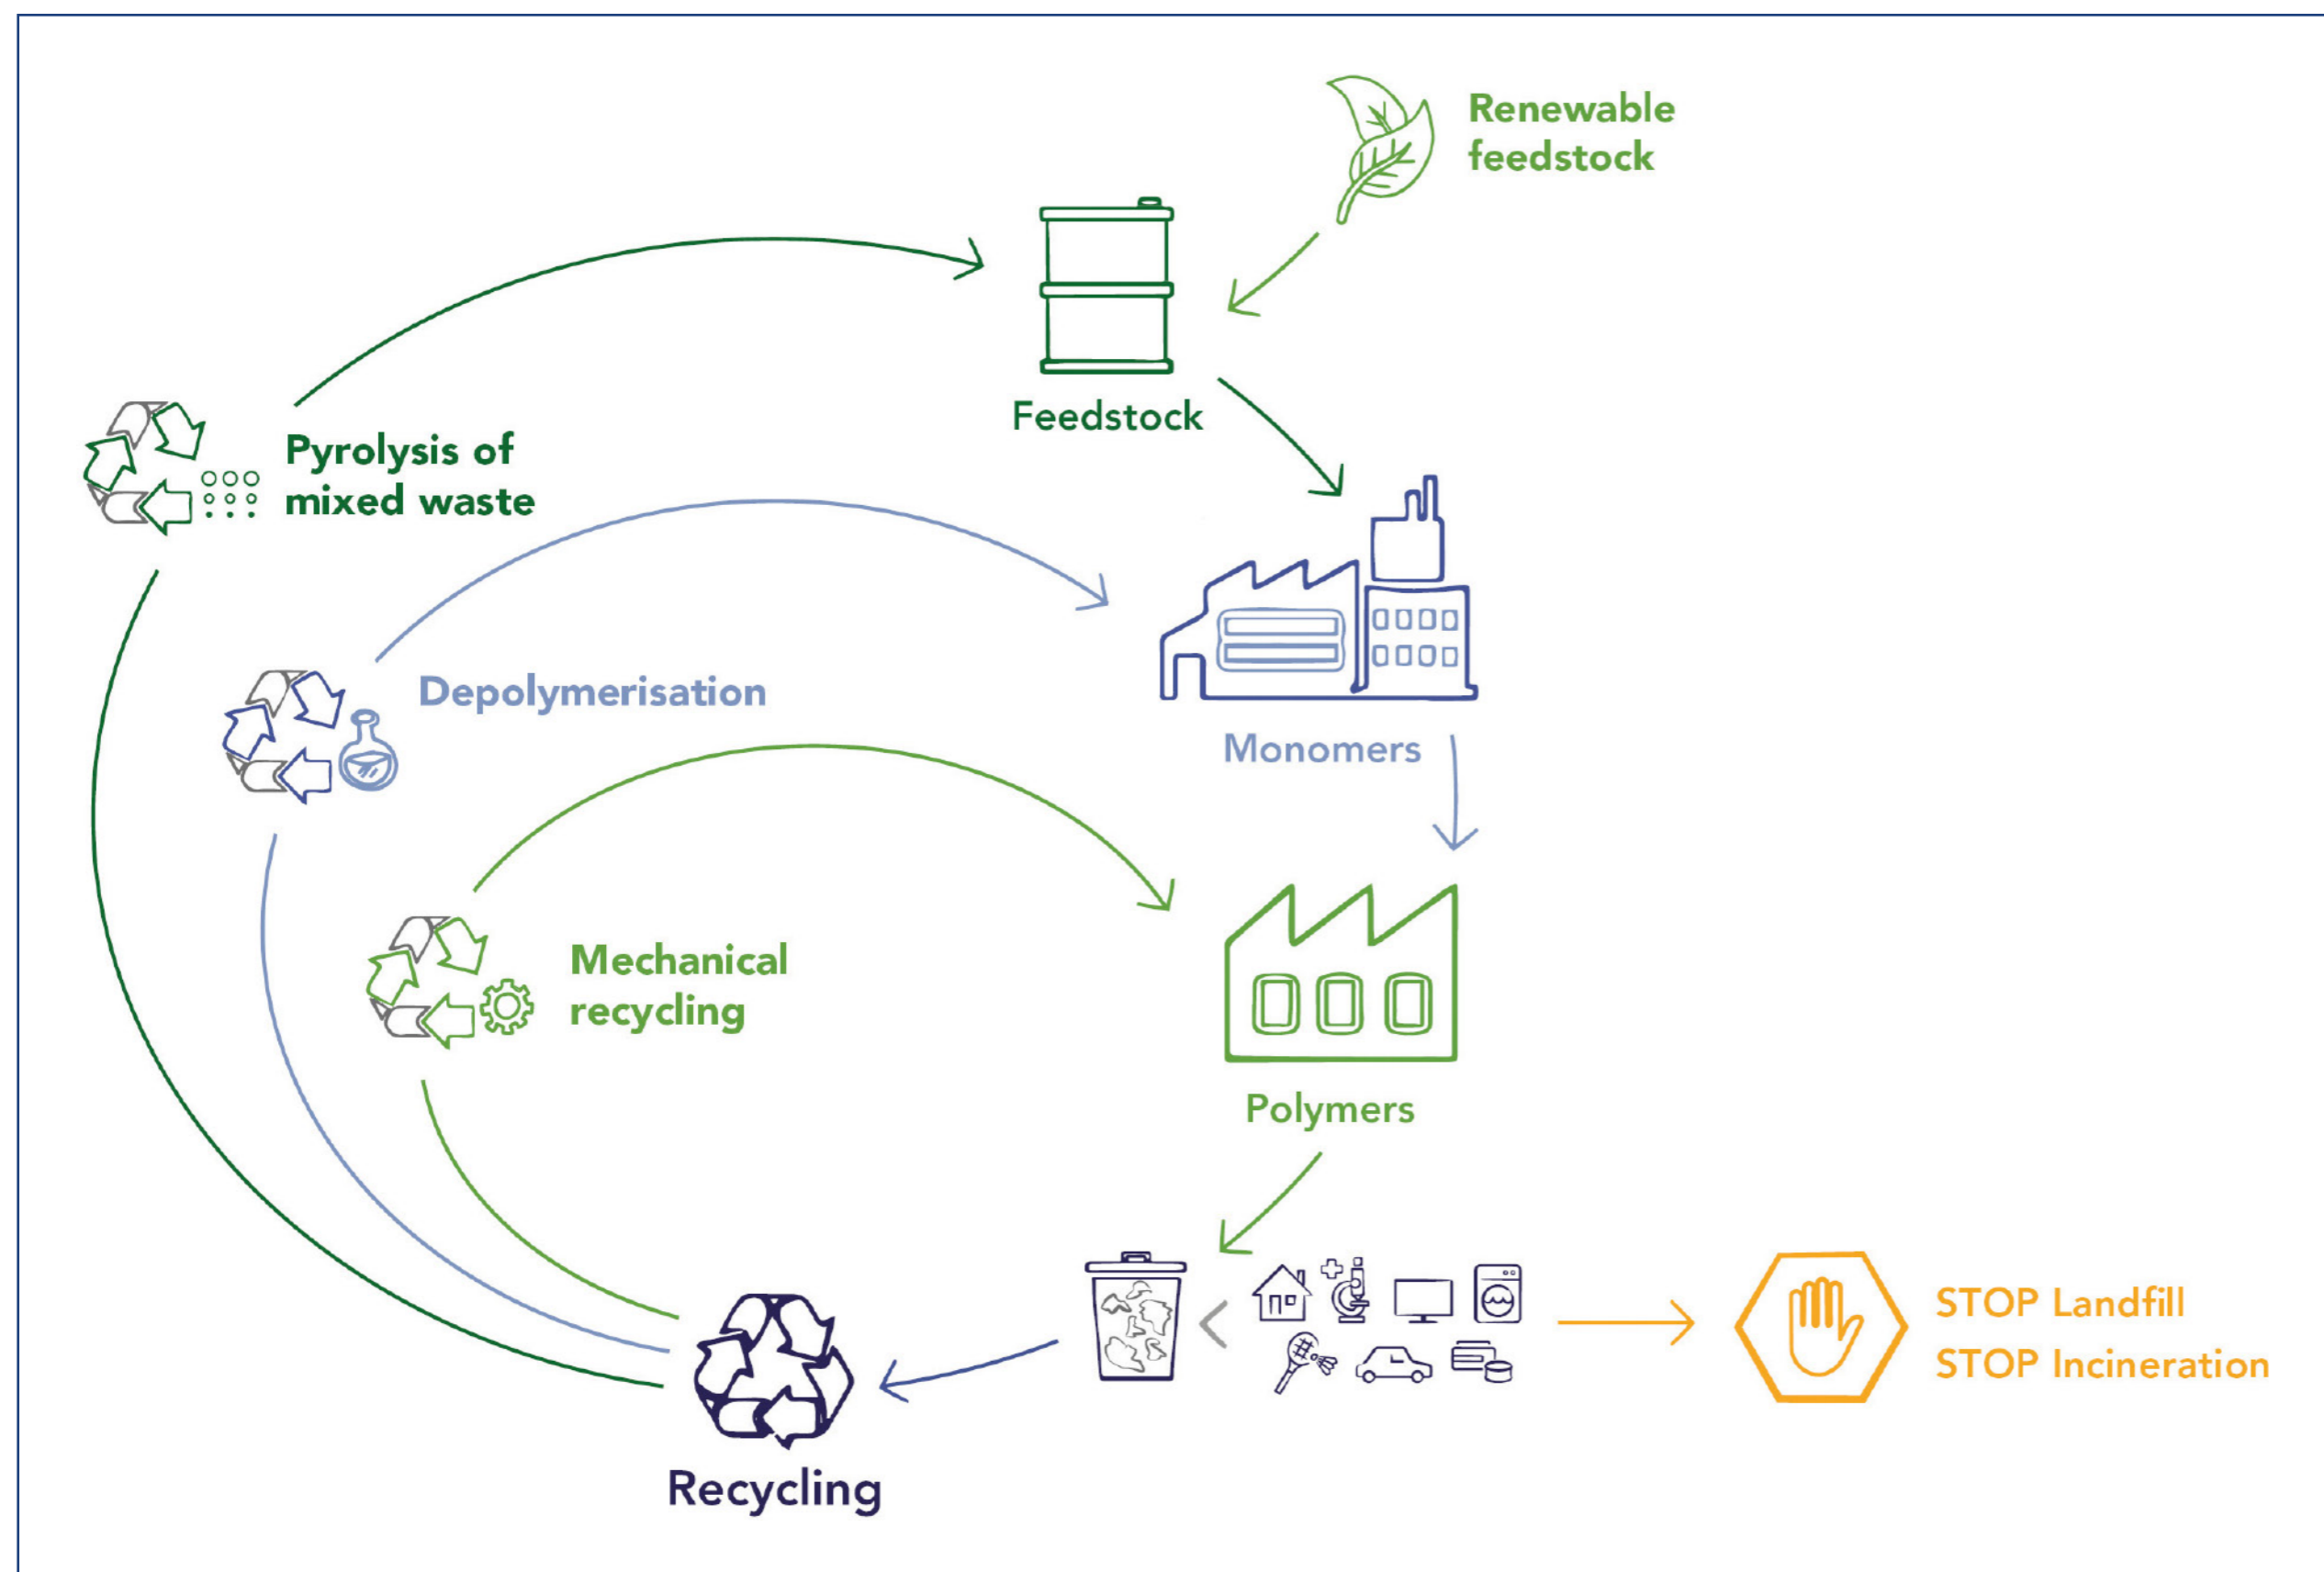 Renewable
feedstock
Feedstock
Pyrolysis of
mixed waste
Depolymerisation
Monomers
Mechanical
recycling
Polymers
STOP Landfill
STOP Incineration
Recycling